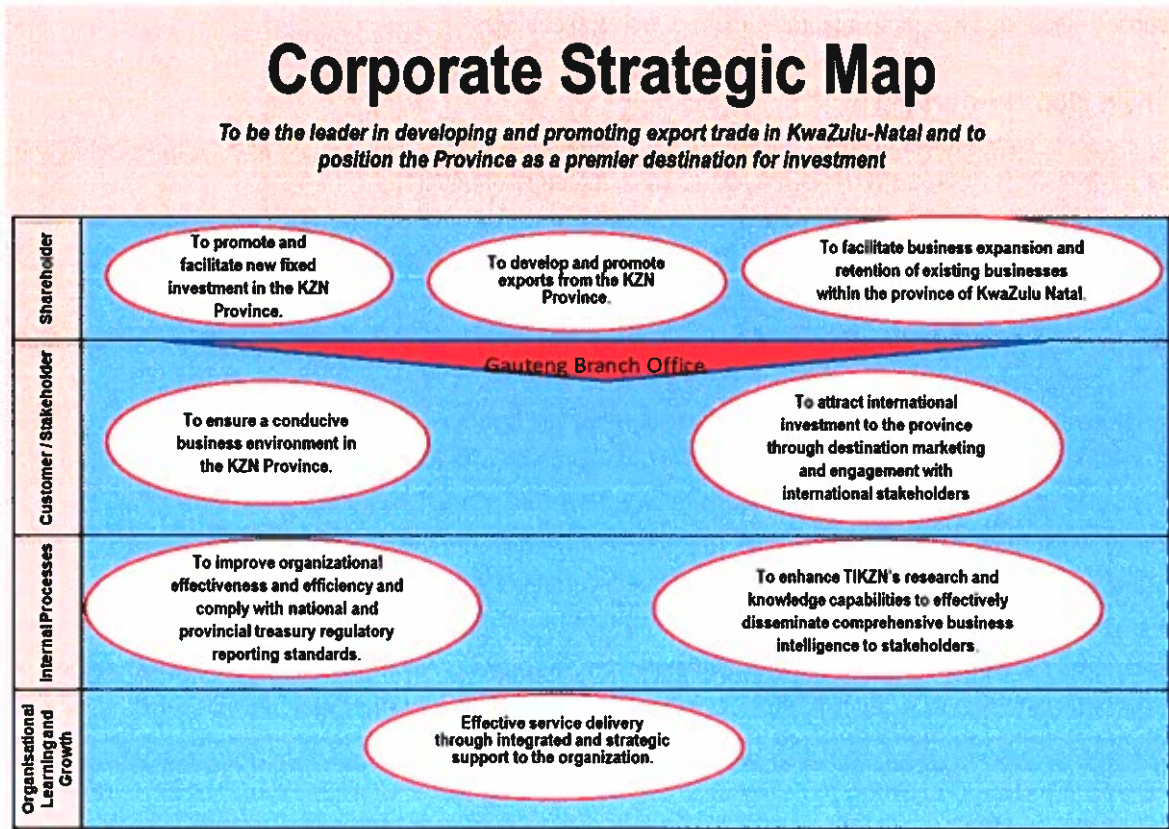 Corporate Strategic Map
To be the leader in developing and promoting export trade in KwaZulu-Natal and to
position the Province as a premier destination for investment
Shareholder
To promote and
facilitate new fixed
investment in the KZN
Province.
To develop and promote
exports from the KZN
Province.
To facilitate business expansion and
retention of existing businesses
within the province of KwaZulu Natal.
Gauteng Branch Office
Customer / Stakeholder
To ensure a conducive
business environment in
the KZN Province.
To attract international
investment to the province
through destination marketing
and engagement with
international stakeholders
Internal Processes
To improve organizational
effectiveness and efficiency and
comply with national and
provincial treasury regulatory
reporting standards.
To enhance TIKZN's research and
knowledge capabilities to effectively
disseminate comprehensive business
intelligence to stakeholders.
Organisational
Learning and
Growth
Effective service delivery
through integrated and strategic
support to the organization.